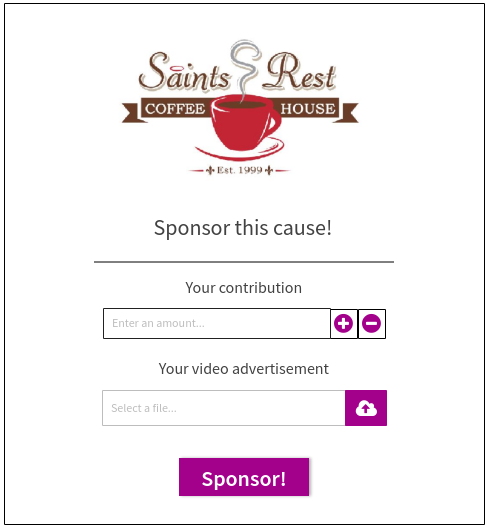 Saints Rest
COFFEE HOUSE
Est. 1999
Sponsor this cause!
Your contribution
Enter an amount...
Your video advertisement
Select a file...
Sponsor!